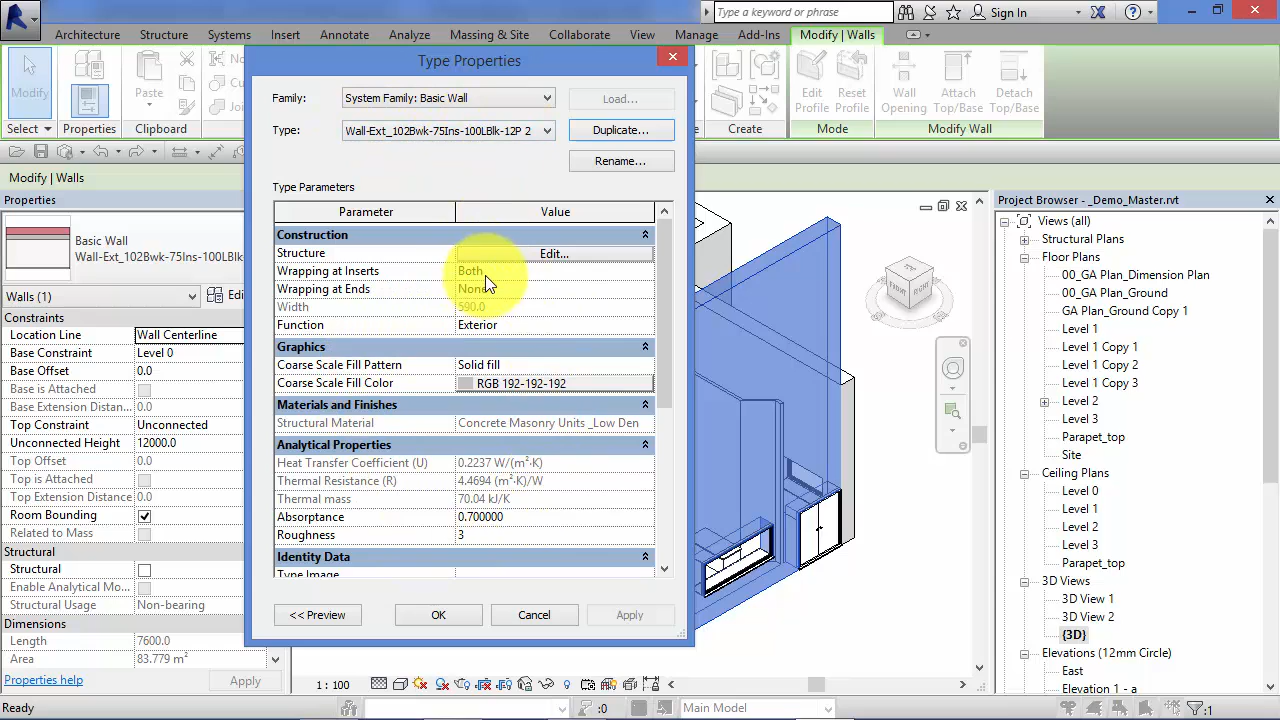 Type a keyword or phrase
Sign In
Architecture Structure Systems Insert Annotate Analyze Massing & Site Collaborate View Manage Add-Ins Modify | Walls
Modify
Paste
Edit Profile
Reset Profile
Wall Opening
Attach Top/Base
Detach Top/Base
Select Properties Clipboard Create Mode Modify Wall
Modify | Walls
Properties
Basic Wall
Wall-Ext_102Bwk-75Ins-100LBlk
Walls (1)
Constraints
Location Line Wall Centerline
Base Constraint Level 0
Base Offset 0.0
Base is Attached
Base Extension Distan...
Top Constraint Unconnected
Unconnected Height 12000.0
Top Offset 0.0
Top is Attached
Top Extension Distance 0.0
Room Bounding
Related to Mass
Structural
Structural
Enable Analytical Mo...
Structural Usage Non-bearing
Dimensions
Length 7600.0
Area 83.779 m²
Properties help
Apply
Type Properties
Family: System Family: Basic Wall Load...
Type: Wall-Ext_102Bwk-75Ins-100LBlk-12P 2 Duplicate...
Rename...
Type Parameters
Parameter Value
Construction
Structure Edit...
Wrapping at Inserts Both
Wrapping at Ends None
Width 590.0
Function Exterior
Graphics
Coarse Scale Fill Pattern Solid fill
Coarse Scale Fill Color RGB 192-192-192
Materials and Finishes
Structural Material Concrete Masonry Units _Low Den
Analytical Properties
Heat Transfer Coefficient (U) 0.2237 W/(m²·K)
Thermal Resistance (R) 4.4694 (m²·K)/W
Thermal mass 70.04 kJ/K
Absorptance 0.700000
Roughness 3
Identity Data
Type Image
<< Preview OK Cancel Apply
TOP
FRONT RIGHT
Project Browser - _Demo_Master.rvt
Views (all)
Structural Plans
Floor Plans
00_GA Plan_Dimension Plan
00_GA Plan_Ground
GA Plan_Ground Copy 1
Level 1
Level 1 Copy 1
Level 1 Copy 2
Level 1 Copy 3
Level 2
Level 3
Parapet_top
Site
Ceiling Plans
Level 0
Level 1
Level 2
Level 3
Parapet_top
3D Views
3D View 1
3D View 2
{3D}
Elevations (12mm Circle)
East
Elevation 1 - a
1 : 100
Ready
:0
Main Model
:1